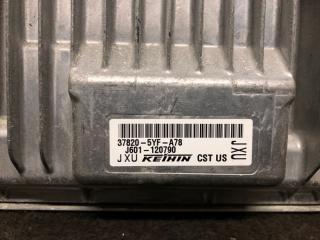 37820-5YF-A78
J601-120790
JXU KEIHIN CST US
JXU